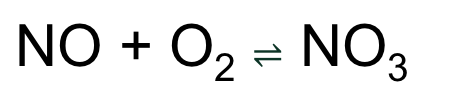 NO + O₂ ⇌ NO₃